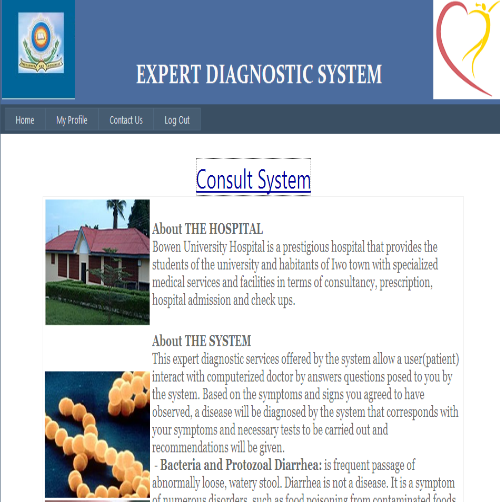 EXPERT DIAGNOSTIC SYSTEM
Home My Profile Contact Us Log Out
Consult System
About THE HOSPITAL
Bowen University Hospital is a prestigious hospital that provides the
students of the university and habitants of Iwo town with specialized
medical services and facilities in terms of consultancy, prescription,
hospital admission and check ups.
About THE SYSTEM
This expert diagnostic services offered by the system allow a user(patient)
interact with computerized doctor by answers questions posed to you by
the system. Based on the symptoms and signs you agreed to have
observed, a disease will be diagnosed by the system that corresponds with
your symptoms and necessary tests to be carried out and
recommendations will be given.
- Bacteria and Protozoal Diarrhea: is frequent passage of
abnormally loose, watery stool. Diarrhea is not a disease. It is a symptom
of numerous disorders, such as food poisoning from contaminated foods